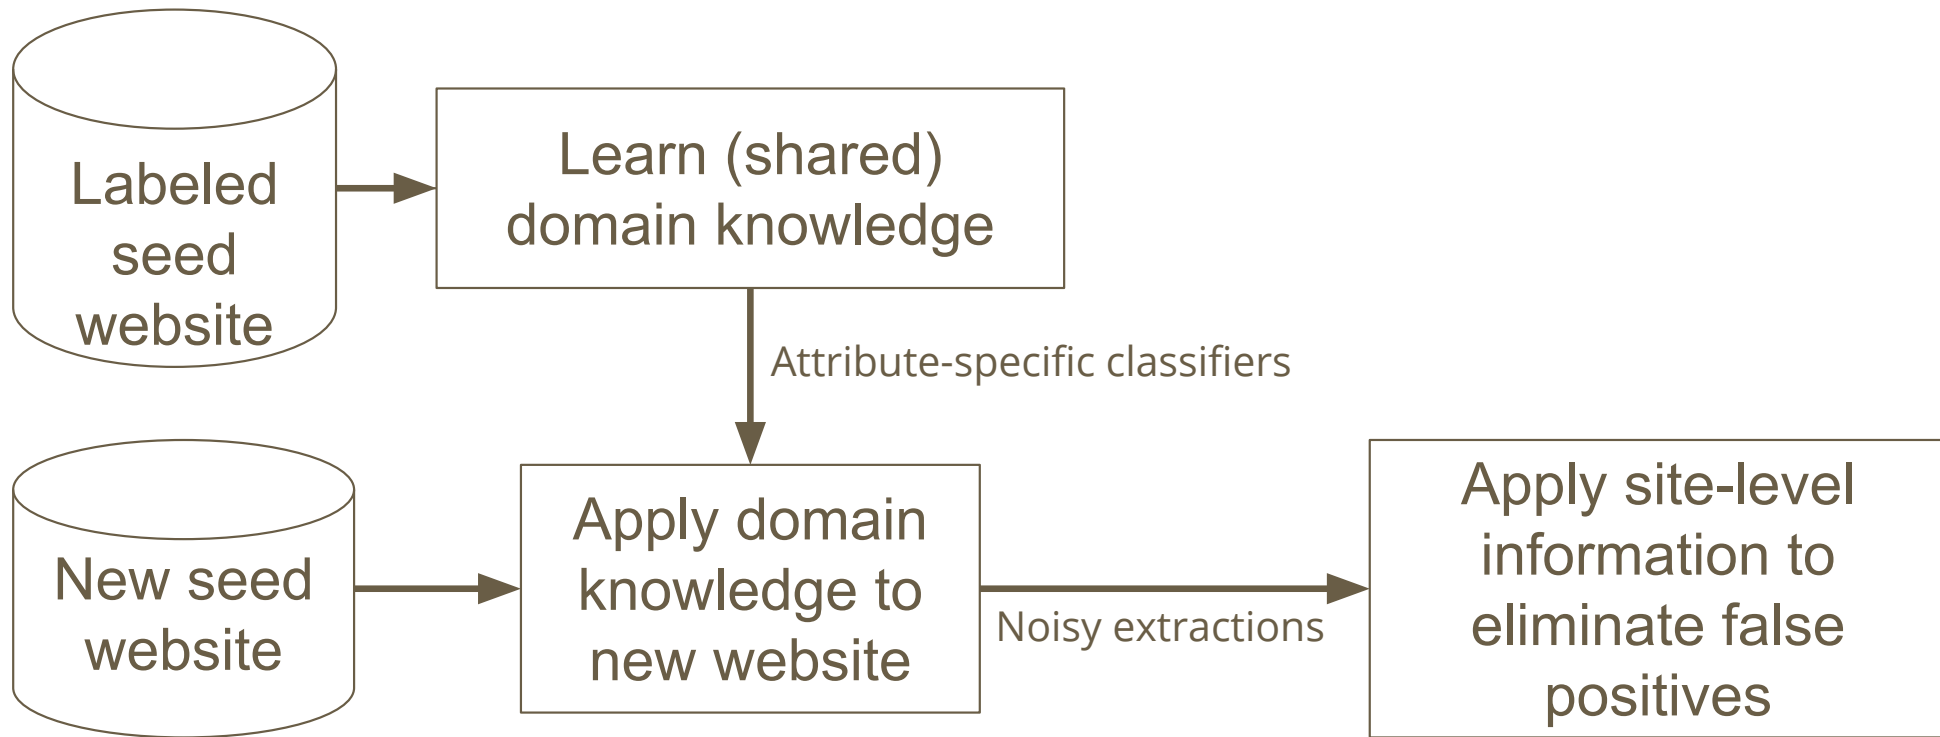 Labeled
seed
website
Learn (shared)
domain knowledge
Attribute-specific classifiers
New seed
website
Apply domain
knowledge to
new website
Noisy extractions
Apply site-level
information to
eliminate false
positives